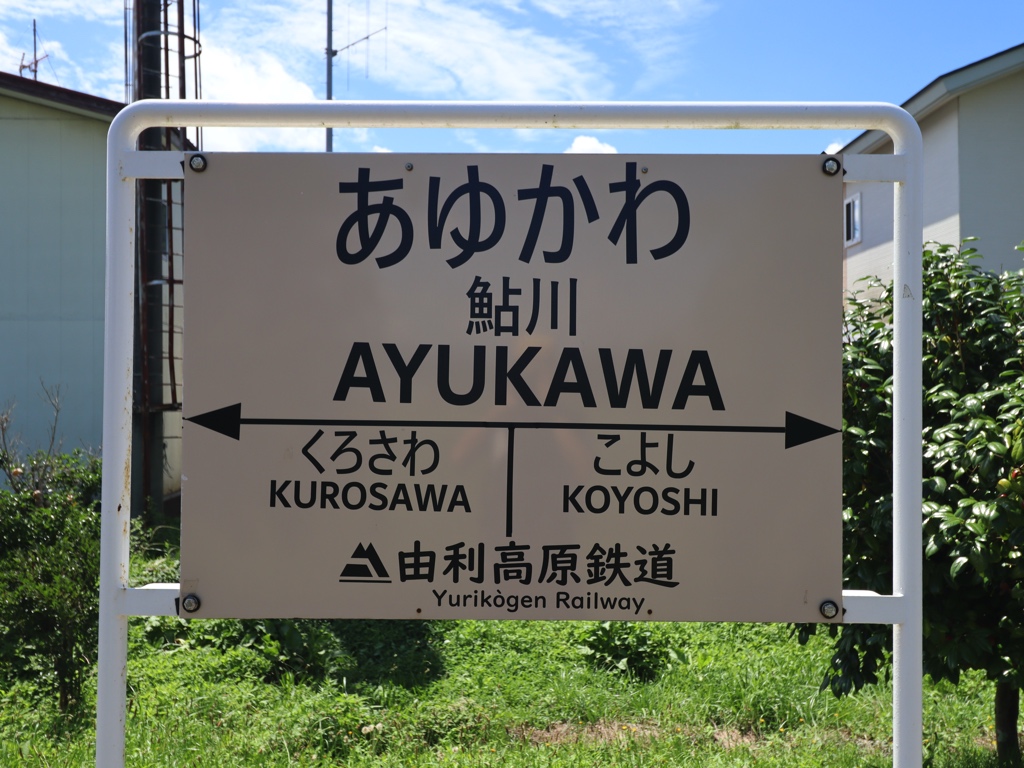 あゆかわ
鮎川
AYUKAWA
くろさわ こよし
KUROSAWA KOYOSHI
由利高原鉄道
Yurikògen Railway